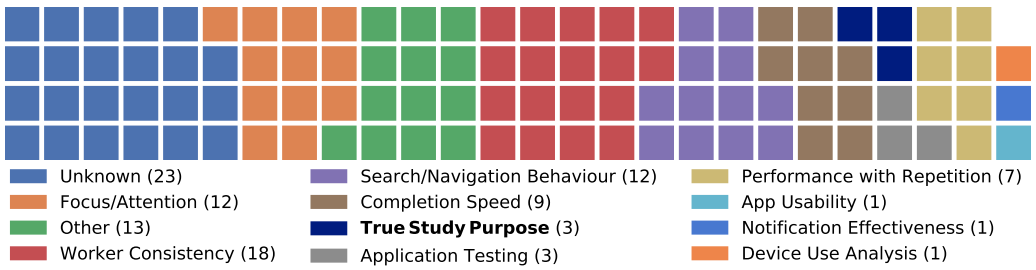 Unknown (23)
Focus/Attention (12)
Other (13)
Worker Consistency (18)
Search/Navigation Behaviour (12)
Completion Speed (9)
True Study Purpose (3)
Application Testing (3)
Performance with Repetition (7)
App Usability (1)
Notification Effectiveness (1)
Device Use Analysis (1)